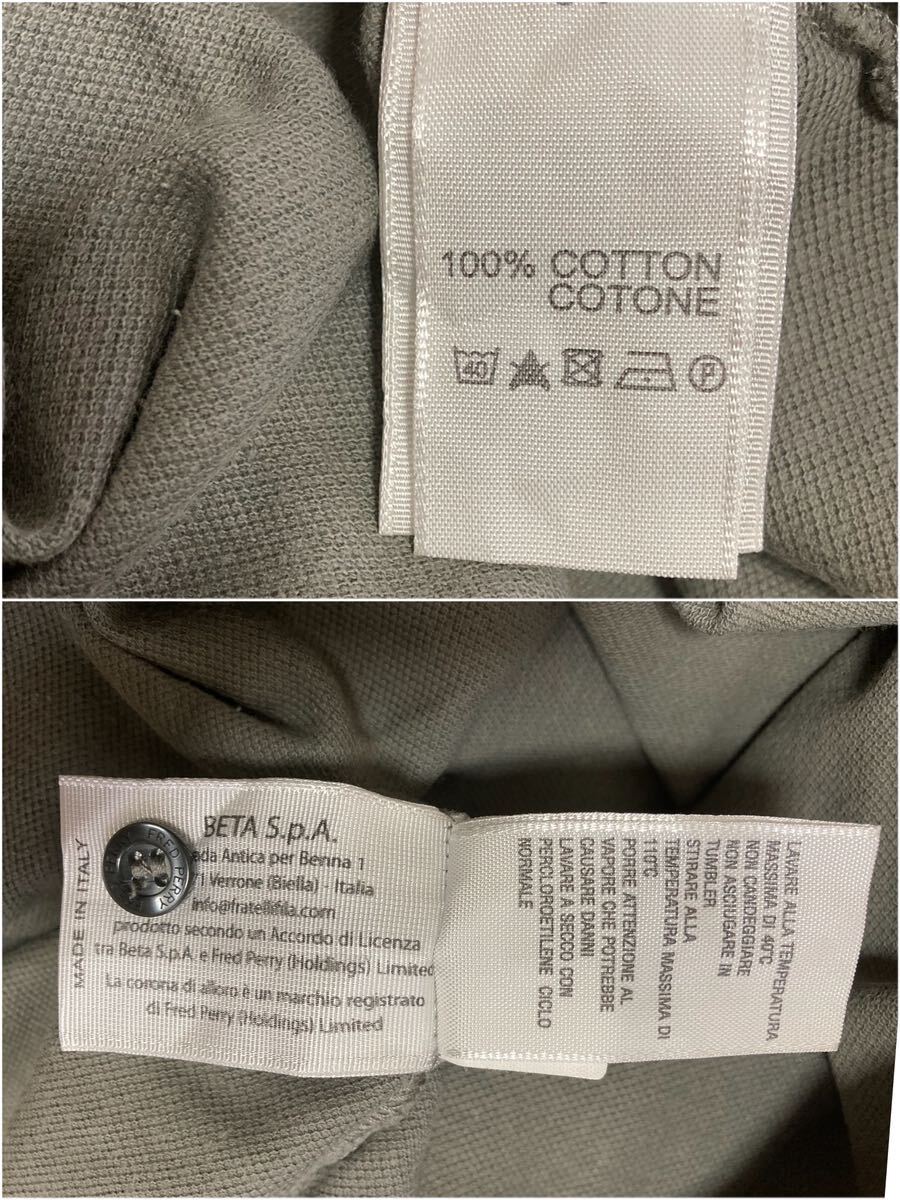 100% COTTON
COTONE
40
P
BETA S.p.A.
Antica per Benna 1
Verrone (Biella) - Italia
info@fratellifila.com
prodotto secondo un Accordo di Licenza
tra Beta S.p.A. e Fred Perry (Holdings) Limited
La corona di alloro è un marchio registrato
di Fred Perry (Holdings) Limited
MADE IN ITALY
FRED PERRY
LAVARE ALLA TEMPERATURA
MASSIMA DI 40°C
NON CANDEGGIARE
NON ASCIUGARE IN
TUMBLER
STIRARE ALLA
TEMPERATURA MASSIMA DI
110°C
PORRE ATTENZIONE AL
VAPORE CHE POTREBBE
CAUSARE DANNI
LAVARE A SECCO CON
PERCLOROETILENE CICLO
NORMALE